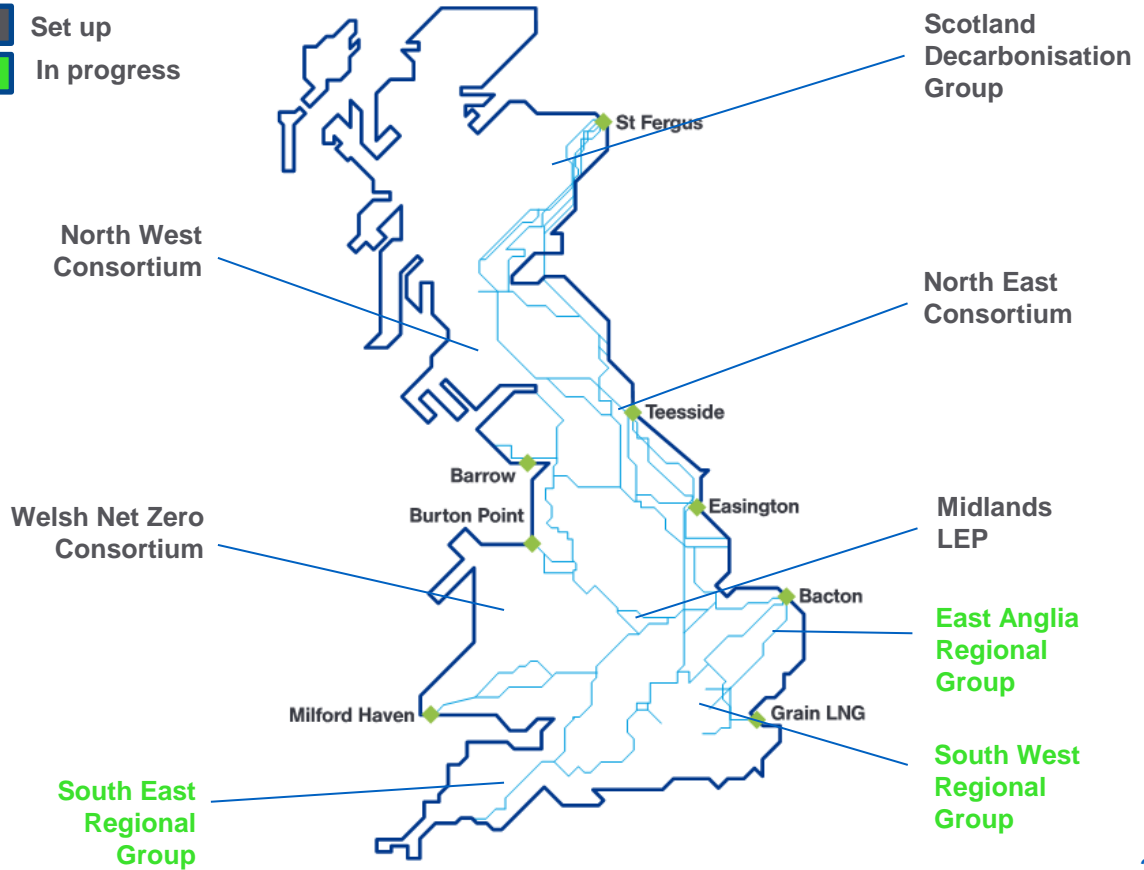 Set up
In progress
Scotland
Decarbonisation
Group
St Fergus
North West
Consortium
North East
Consortium
Teesside
Barrow
Burton Point
Easington
Welsh Net Zero
Consortium
Midlands
LEP
Bacton
East Anglia
Regional
Group
Milford Haven
Grain LNG
South West
Regional
Group
South East
Regional
Group